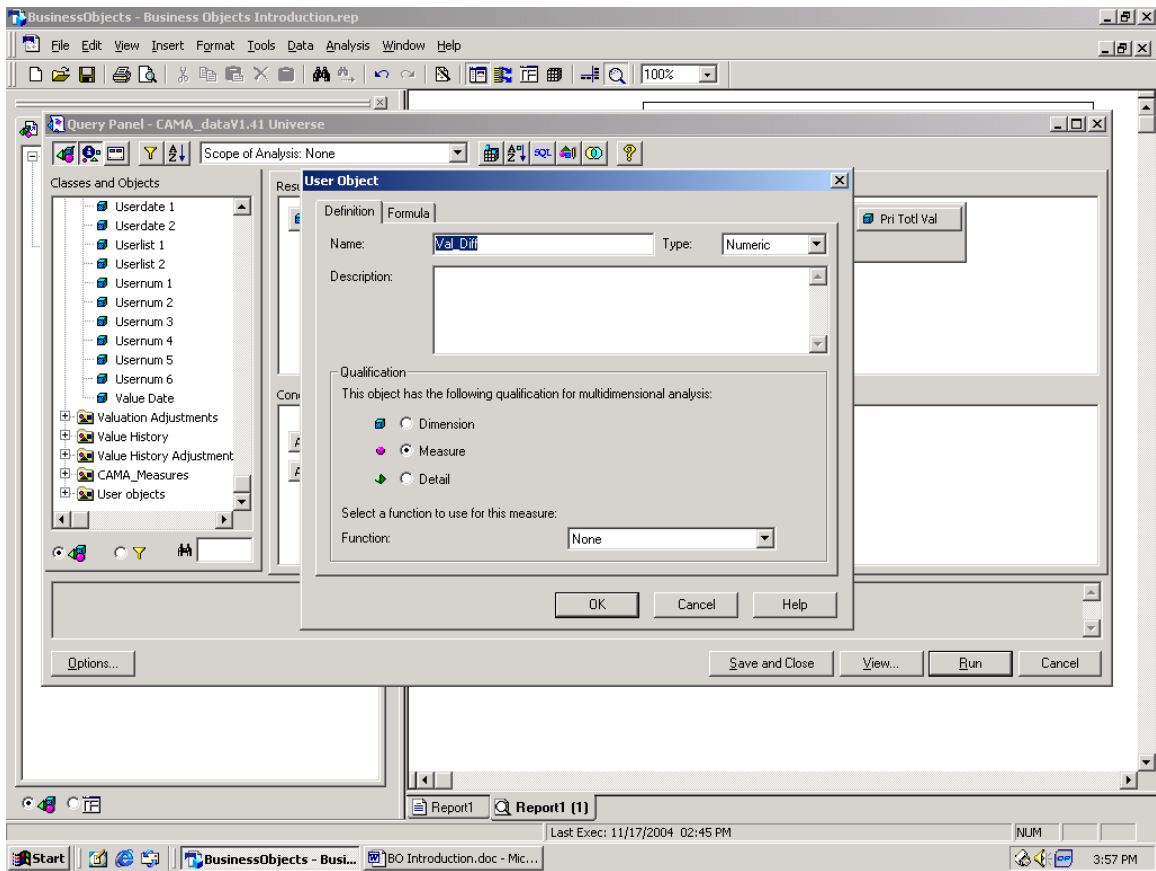 BusinessObjects - Business Objects Introduction.rep
File Edit View Insert Format Tools Data Analysis Window Help
100%
Query Panel - CAMA_dataV1.41 Universe
Scope of Analysis: None
SQL
Classes and Objects
Resu
Userdate 1
Userdate 2
Userlist 1
Userlist 2
Usernum 1
Usernum 2
Usernum 3
Usernum 4
Usernum 5
Usernum 6
Value Date
Valuation Adjustments
Value History
Value History Adjustment
CAMA_Measures
User objects
Pri Totl Val
Con
User Object
Definition Formula
Name: Val_Diff Type: Numeric
Description:
Qualification
This object has the following qualification for multidimensional analysis:
Dimension
Measure
Detail
Select a function to use for this measure:
Function: None
OK Cancel Help
Options... Save and Close View... Run Cancel
Report1 Report1 (1)
Last Exec: 11/17/2004 02:45 PM NUM
Start BusinessObjects - Busi... BO Introduction.doc - Mic... 3:57 PM